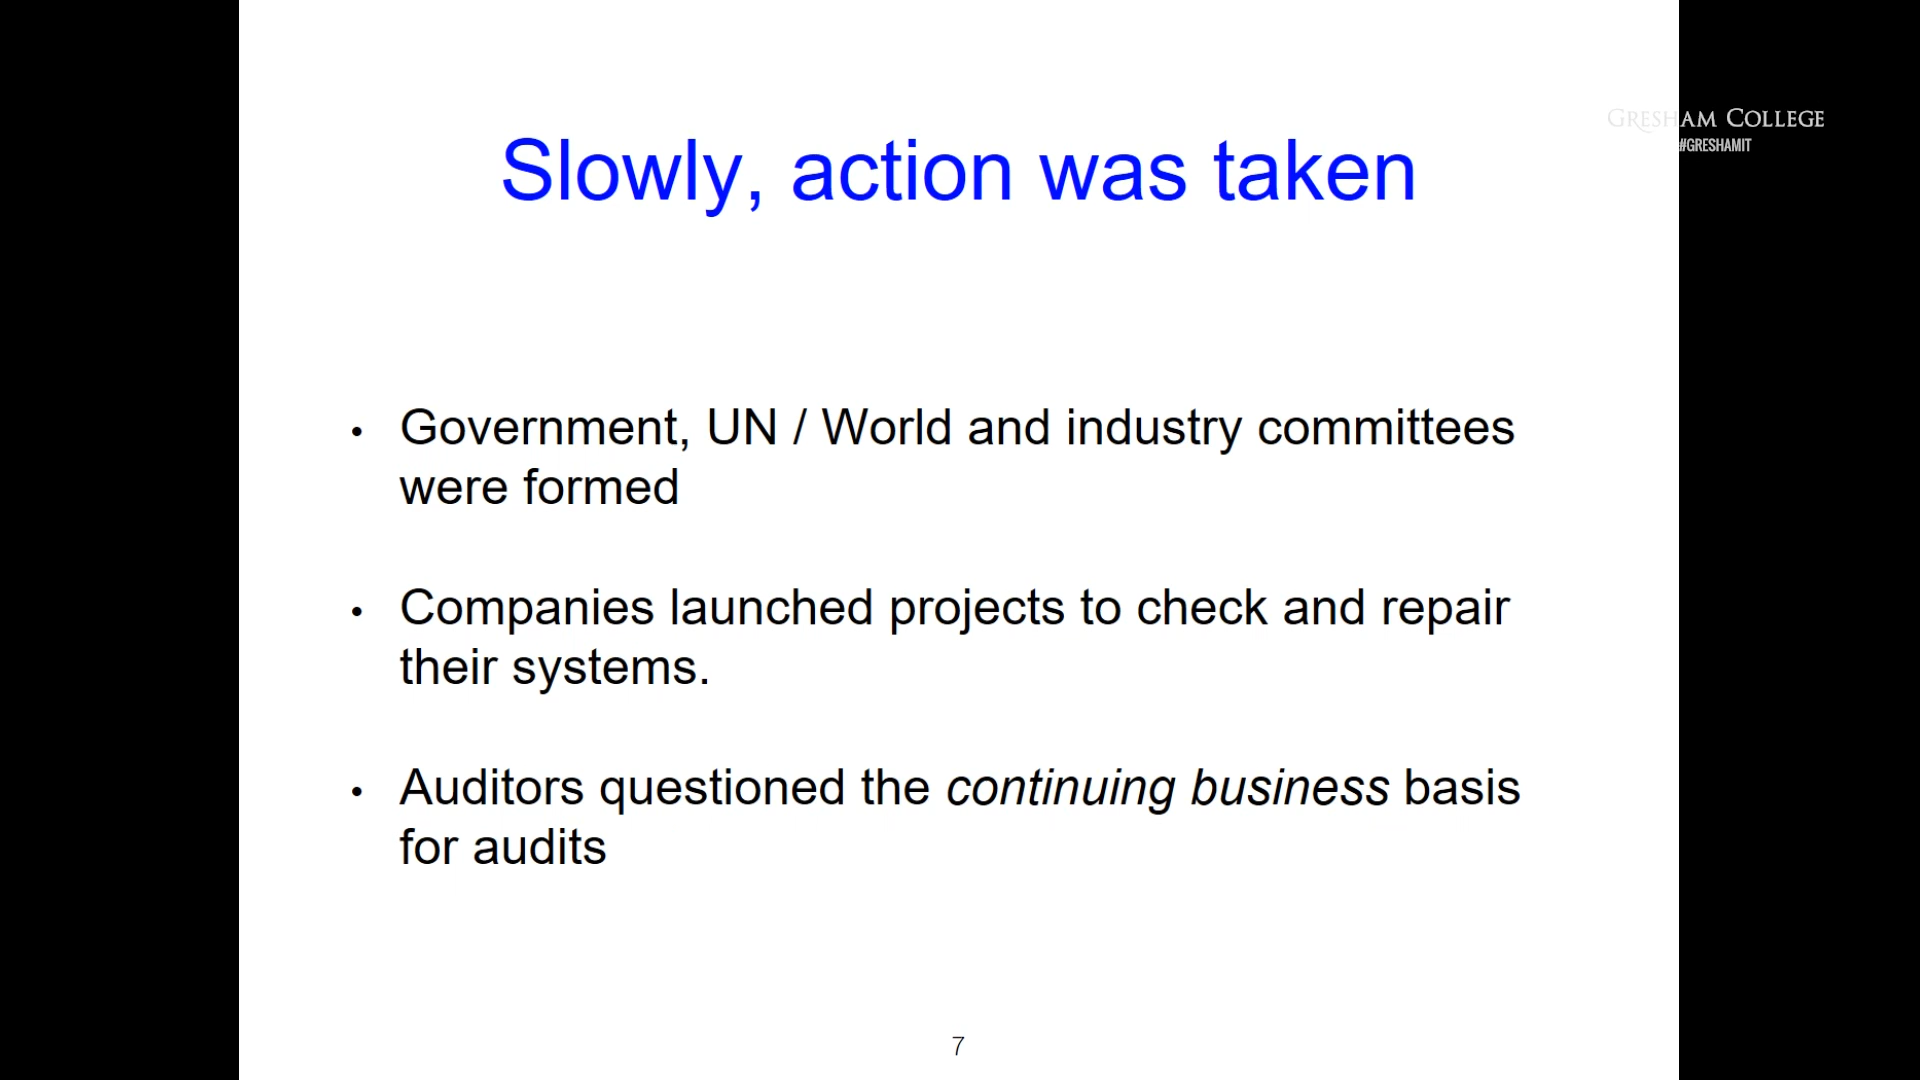 GRESHAM COLLEGE
#GRESHAMIT
Slowly, action was taken
• Government, UN / World and industry committees
were formed
• Companies launched projects to check and repair
their systems.
• Auditors questioned the continuing business basis
for audits
7